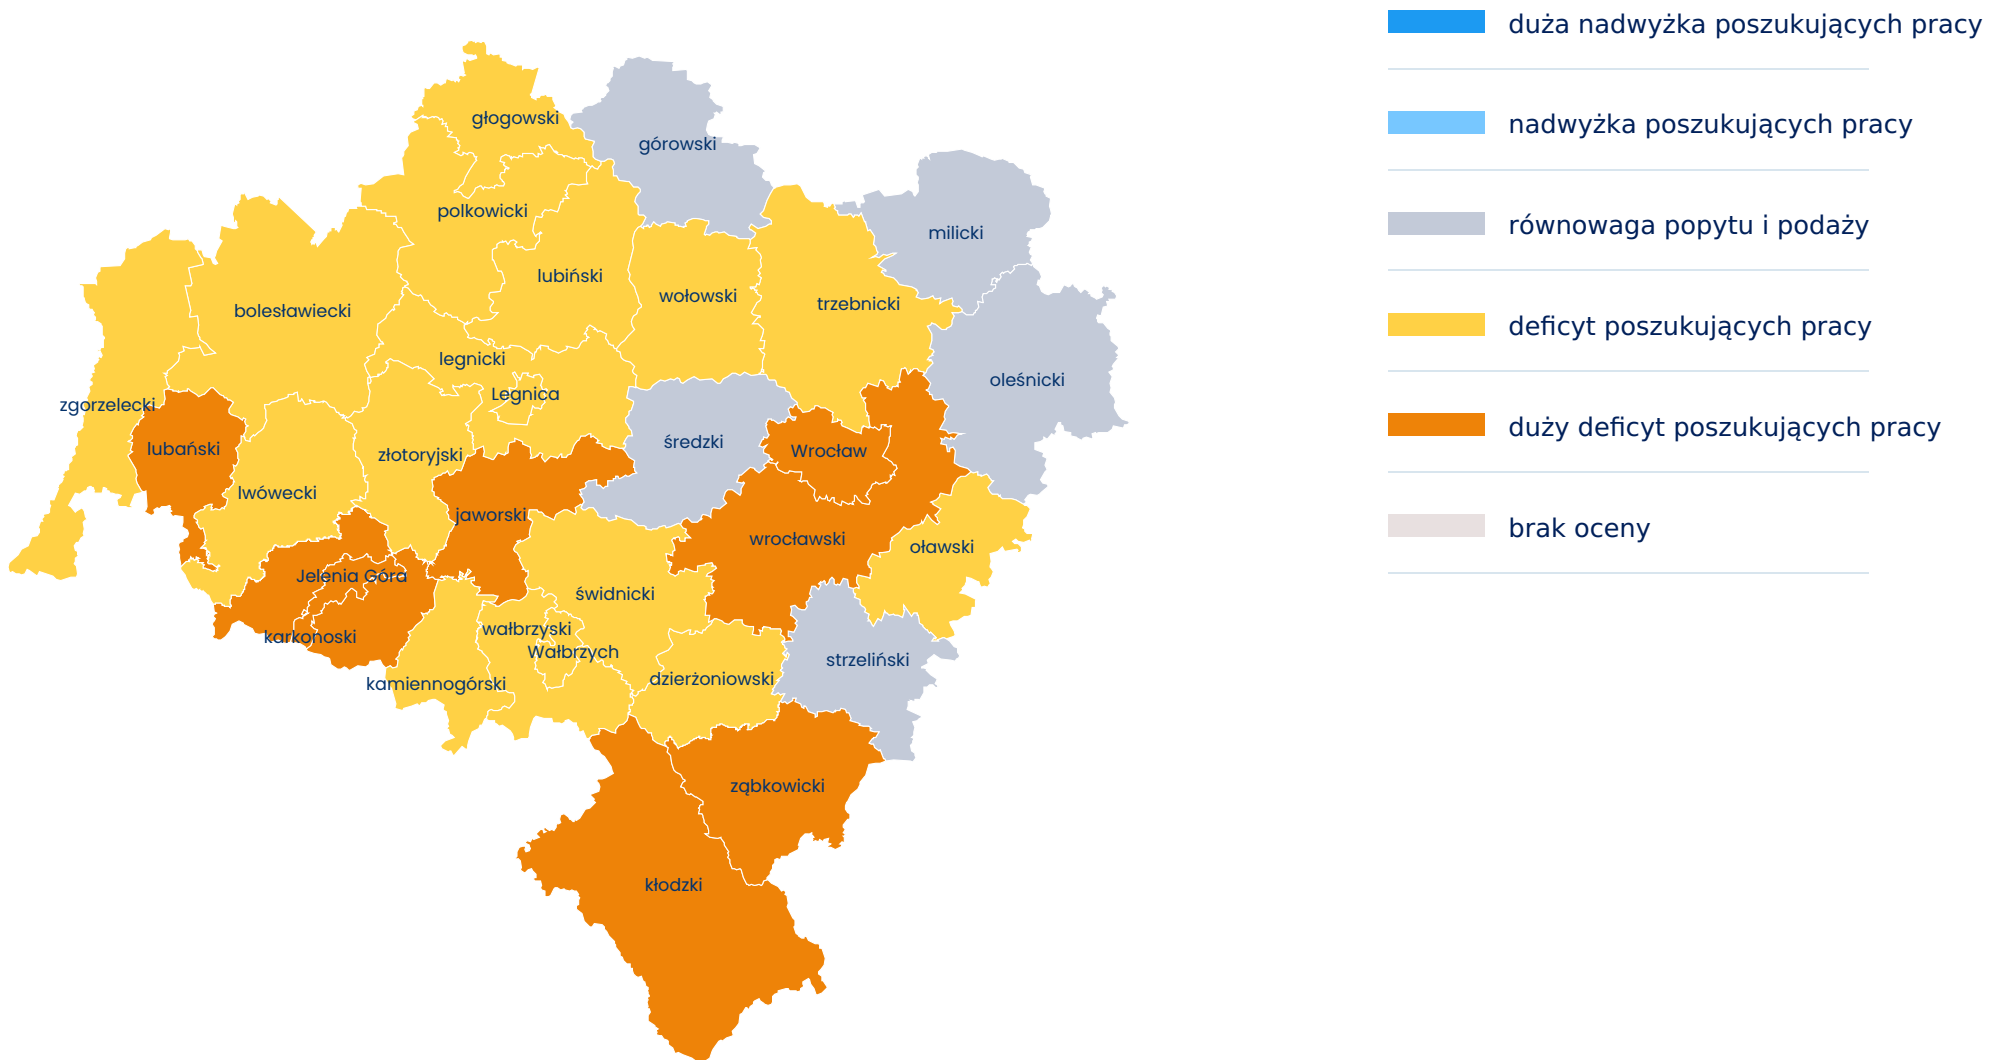 głogowski
górowski
polkowicki
milicki
lubiński
wołowski
trzebnicki
bolesławiecki
legnicki
Legnica
oleśnicki
zgorzelecki
lubański
złotoryjski
średzki
Wrocław
lwówecki
jaworski
wrocławski
oławski
Jelenia Góra
świdnicki
karkonoski
wałbrzyski
Wałbrzych
strzeliński
kamiennogórski
dzierżoniowski
ząbkowicki
kłodzki
duża nadwyżka poszukujących pracy
nadwyżka poszukujących pracy
równowaga popytu i podaży
deficyt poszukujących pracy
duży deficyt poszukujących pracy
brak oceny